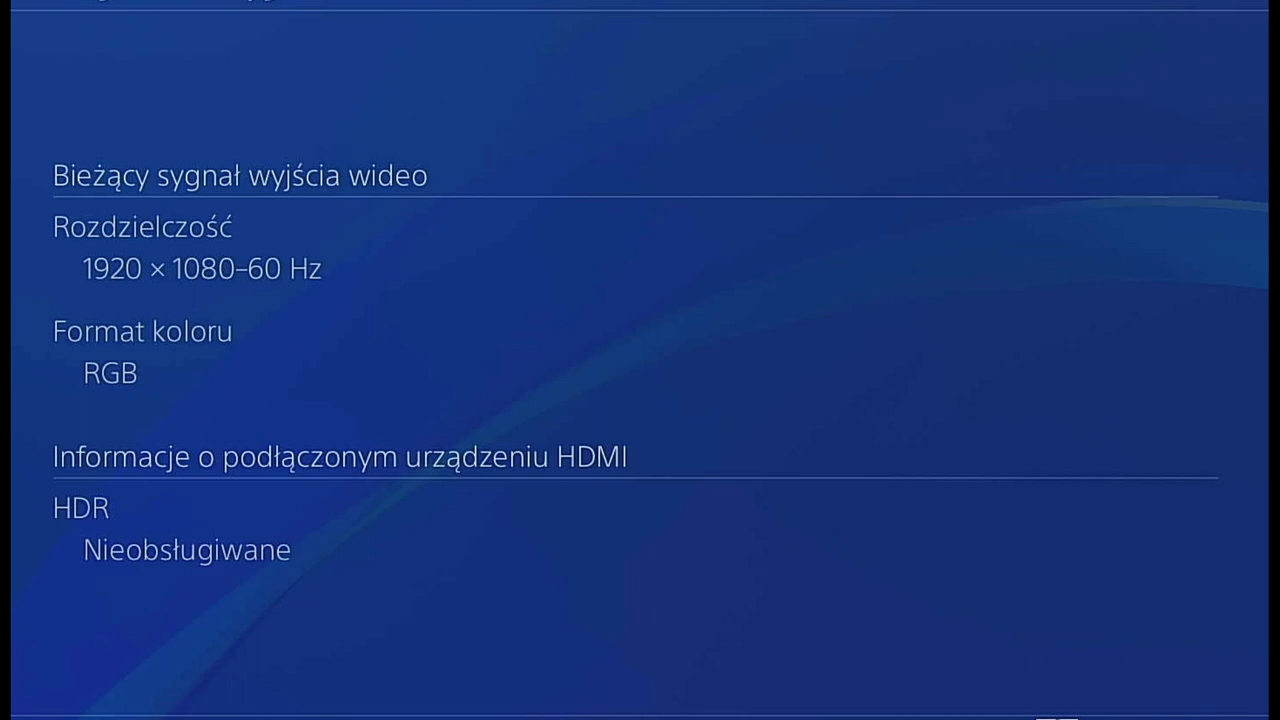 Bieżący sygnał wyjścia wideo
Rozdzielczość
1920 × 1080–60 Hz
Format koloru
RGB
Informacje o podłączonym urządzeniu HDMI
HDR
Nieobsługiwane